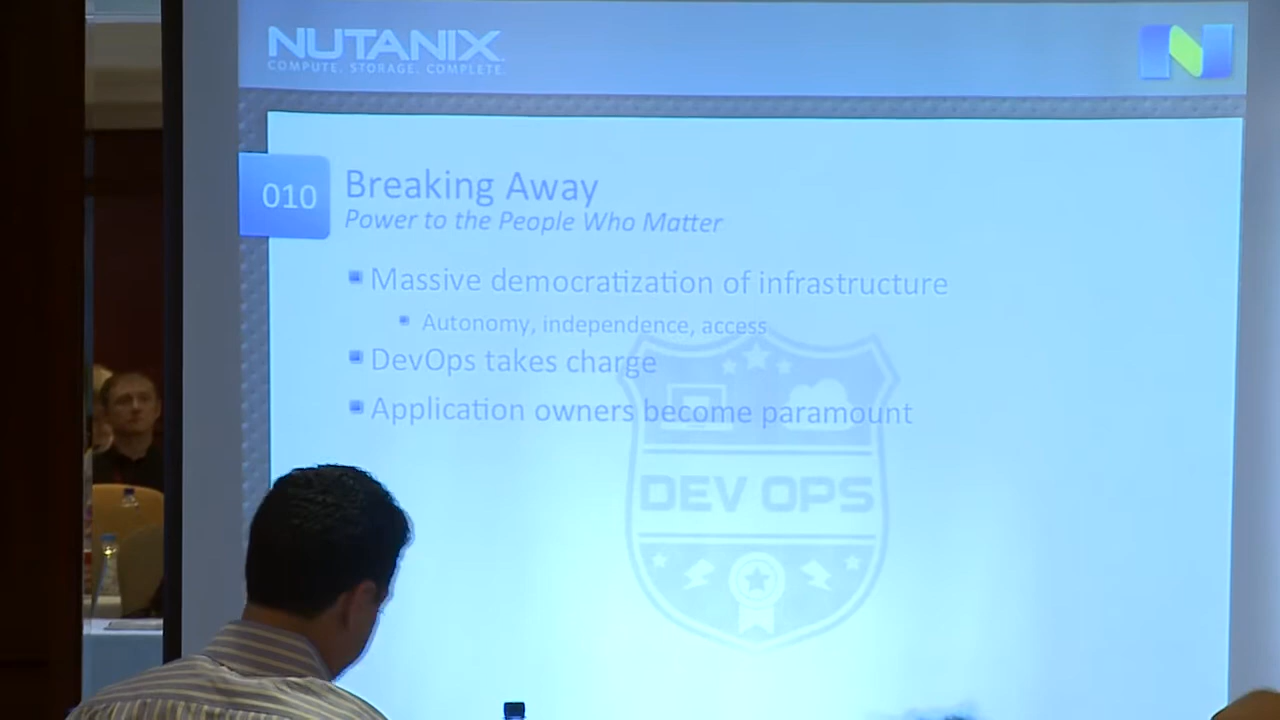 NUTANIX
COMPUTE. STORAGE. COMPLETE.
010
Breaking Away
Power to the People Who Matter
Massive democratization of infrastructure
Autonomy, independence, access
DevOps takes charge
Application owners become paramount
DEV OPS